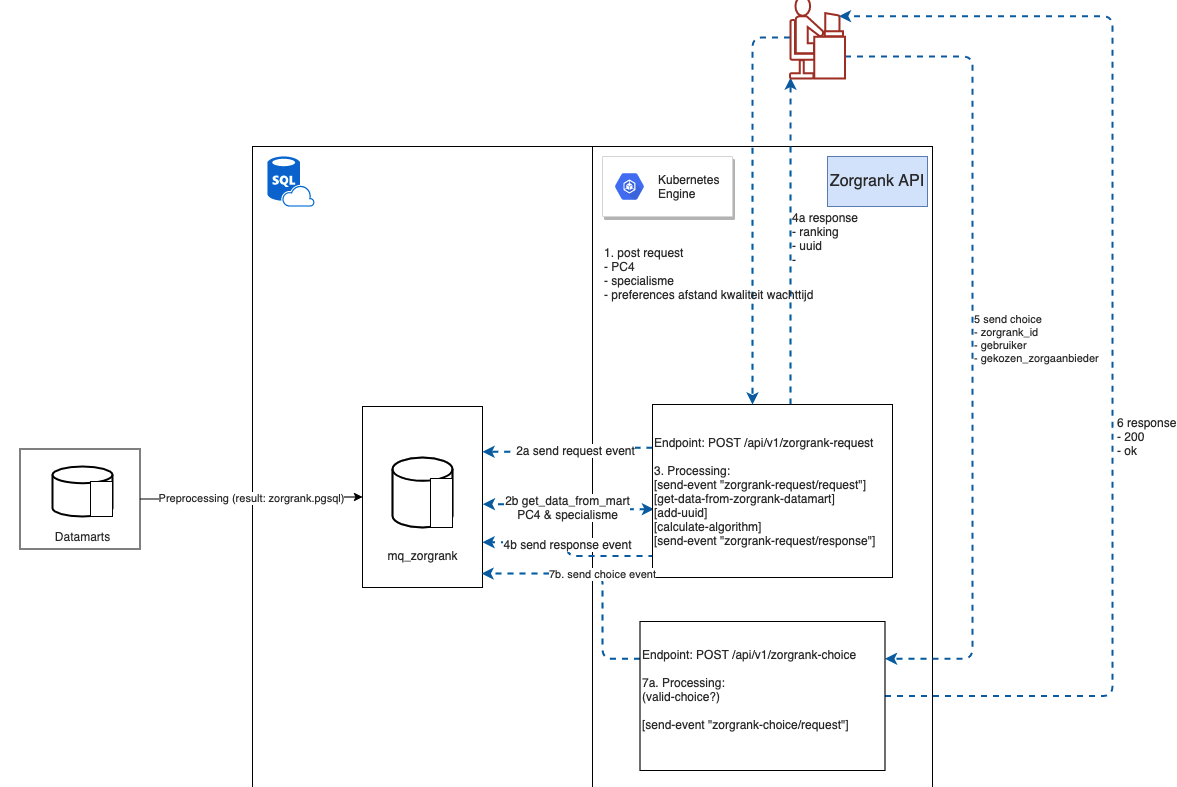 SQL
Kubernetes
Engine
Zorgrank API
4a response
- ranking
- uuid
-
1. post request
- PC4
- specialisme
- preferences afstand kwaliteit wachttijd
5 send choice
- zorgrank_id
- gebruiker
- gekozen_zorgaanbieder
6 response
- 200
- ok
Endpoint: POST /api/v1/zorgrank-request
3. Processing:
[send-event "zorgrank-request/request"]
[get-data-from-zorgrank-datamart]
[add-uuid]
[calculate-algorithm]
[send-event "zorgrank-request/response"]
2a send request event
2b get_data_from_mart
PC4 & specialisme
4b send response event
7b. send choice event
Preprocessing (result: zorgrank.pgsql)
Datamarts
mq_zorgrank
Endpoint: POST /api/v1/zorgrank-choice
7a. Processing:
(valid-choice?)
[send-event "zorgrank-choice/request"]